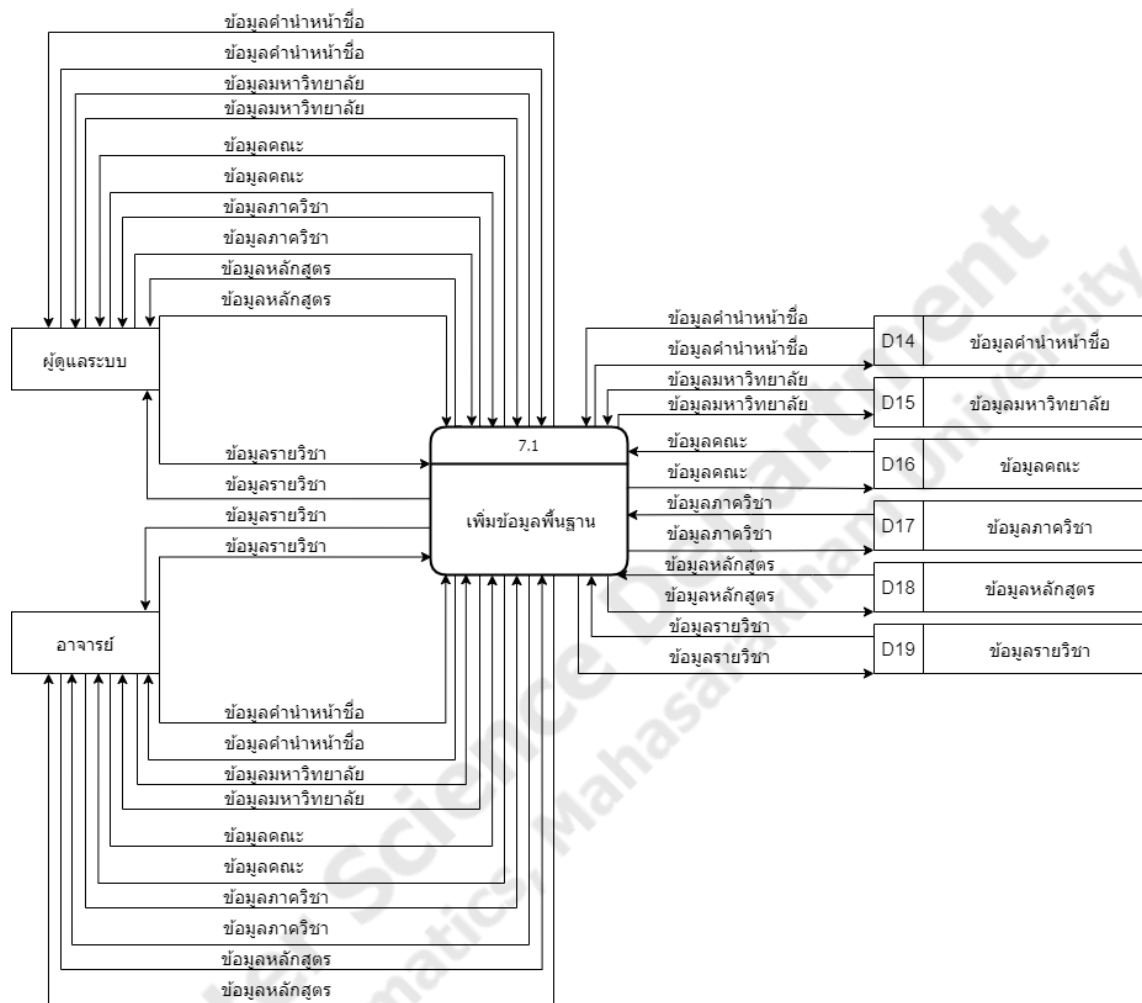 ข้อมูลคำนำหน้าชื่อ
ข้อมูลคำนำหน้าชื่อ
ข้อมูลมหาวิทยาลัย
ข้อมูลมหาวิทยาลัย
ข้อมูลคณะ
ข้อมูลคณะ
ข้อมูลภาควิชา
ข้อมูลภาควิชา
ข้อมูลหลักสูตร
ข้อมูลหลักสูตร
ผู้ดูแลระบบ
ข้อมูลรายวิชา
ข้อมูลรายวิชา
ข้อมูลรายวิชา
ข้อมูลรายวิชา
อาจารย์
7.1
เพิ่มข้อมูลพื้นฐาน
ข้อมูลคำนำหน้าชื่อ
ข้อมูลคำนำหน้าชื่อ
ข้อมูลมหาวิทยาลัย
ข้อมูลมหาวิทยาลัย
ข้อมูลคณะ
ข้อมูลคณะ
ข้อมูลภาควิชา
ข้อมูลภาควิชา
ข้อมูลหลักสูตร
ข้อมูลหลักสูตร
ข้อมูลรายวิชา
ข้อมูลรายวิชา
D14 ข้อมูลคำนำหน้าชื่อ
D15 ข้อมูลมหาวิทยาลัย
D16 ข้อมูลคณะ
D17 ข้อมูลภาควิชา
D18 ข้อมูลหลักสูตร
D19 ข้อมูลรายวิชา
ข้อมูลคำนำหน้าชื่อ
ข้อมูลคำนำหน้าชื่อ
ข้อมูลมหาวิทยาลัย
ข้อมูลมหาวิทยาลัย
ข้อมูลคณะ
ข้อมูลคณะ
ข้อมูลภาควิชา
ข้อมูลภาควิชา
ข้อมูลหลักสูตร
ข้อมูลหลักสูตร
Science Department
Mahasarakham University